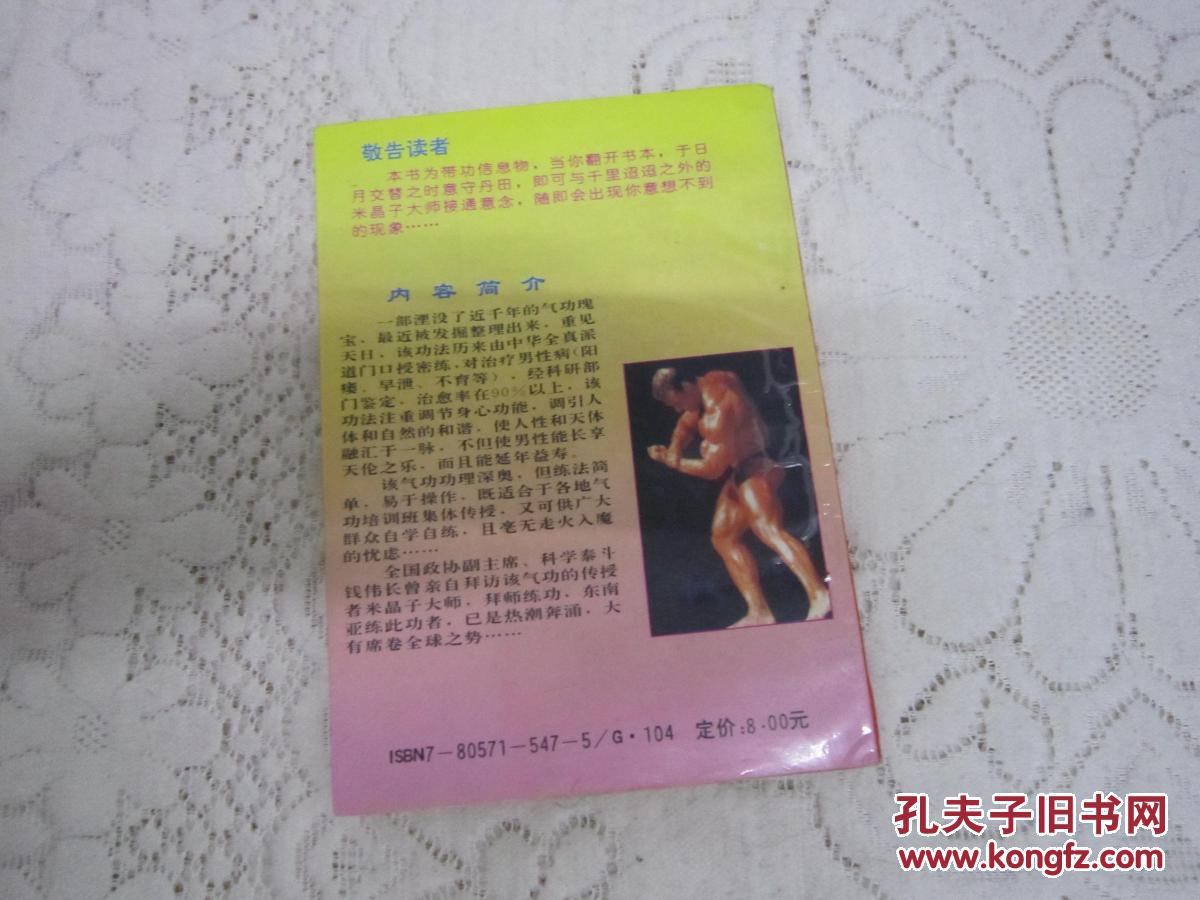 敬告读者
本书为带功信息物，当你翻开书本，于日
月交替之时意守丹田，即可与千里迢迢之外的
米晶子大师接通意念，随即会出现你意想不到
的现象……
内容简介
一部湮没了近千年的气功瑰
宝，最近被发掘整理出来，重见
天日，该功法历来由中华全真派
道门口授密练，对治疗男性病（阳
痿、早泄、不育等），经科研部
门鉴定，治愈率在90%以上，该
功法注重调节身心功能，调引人
体和自然的和谐，使人性和天体
融汇于一脉，不但使男性能长享
天伦之乐，而且能延年益寿。
该气功功理深奥，但练法简
单，易于操作，既适合于各地气
功培训班集体传授，又可供广大
群众自学自练，且毫无走火入魔
的忧虑……
全国政协副主席、科学泰斗
钱伟长曾亲自拜访该气功的传授
者米晶子大师，拜师练功，东南
亚练此功者，已是热潮奔涌，大
有席卷全球之势……
ISBN7-80571-547-5/G·104 定价:8.00元
孔夫子旧书网
www.kongfz.com